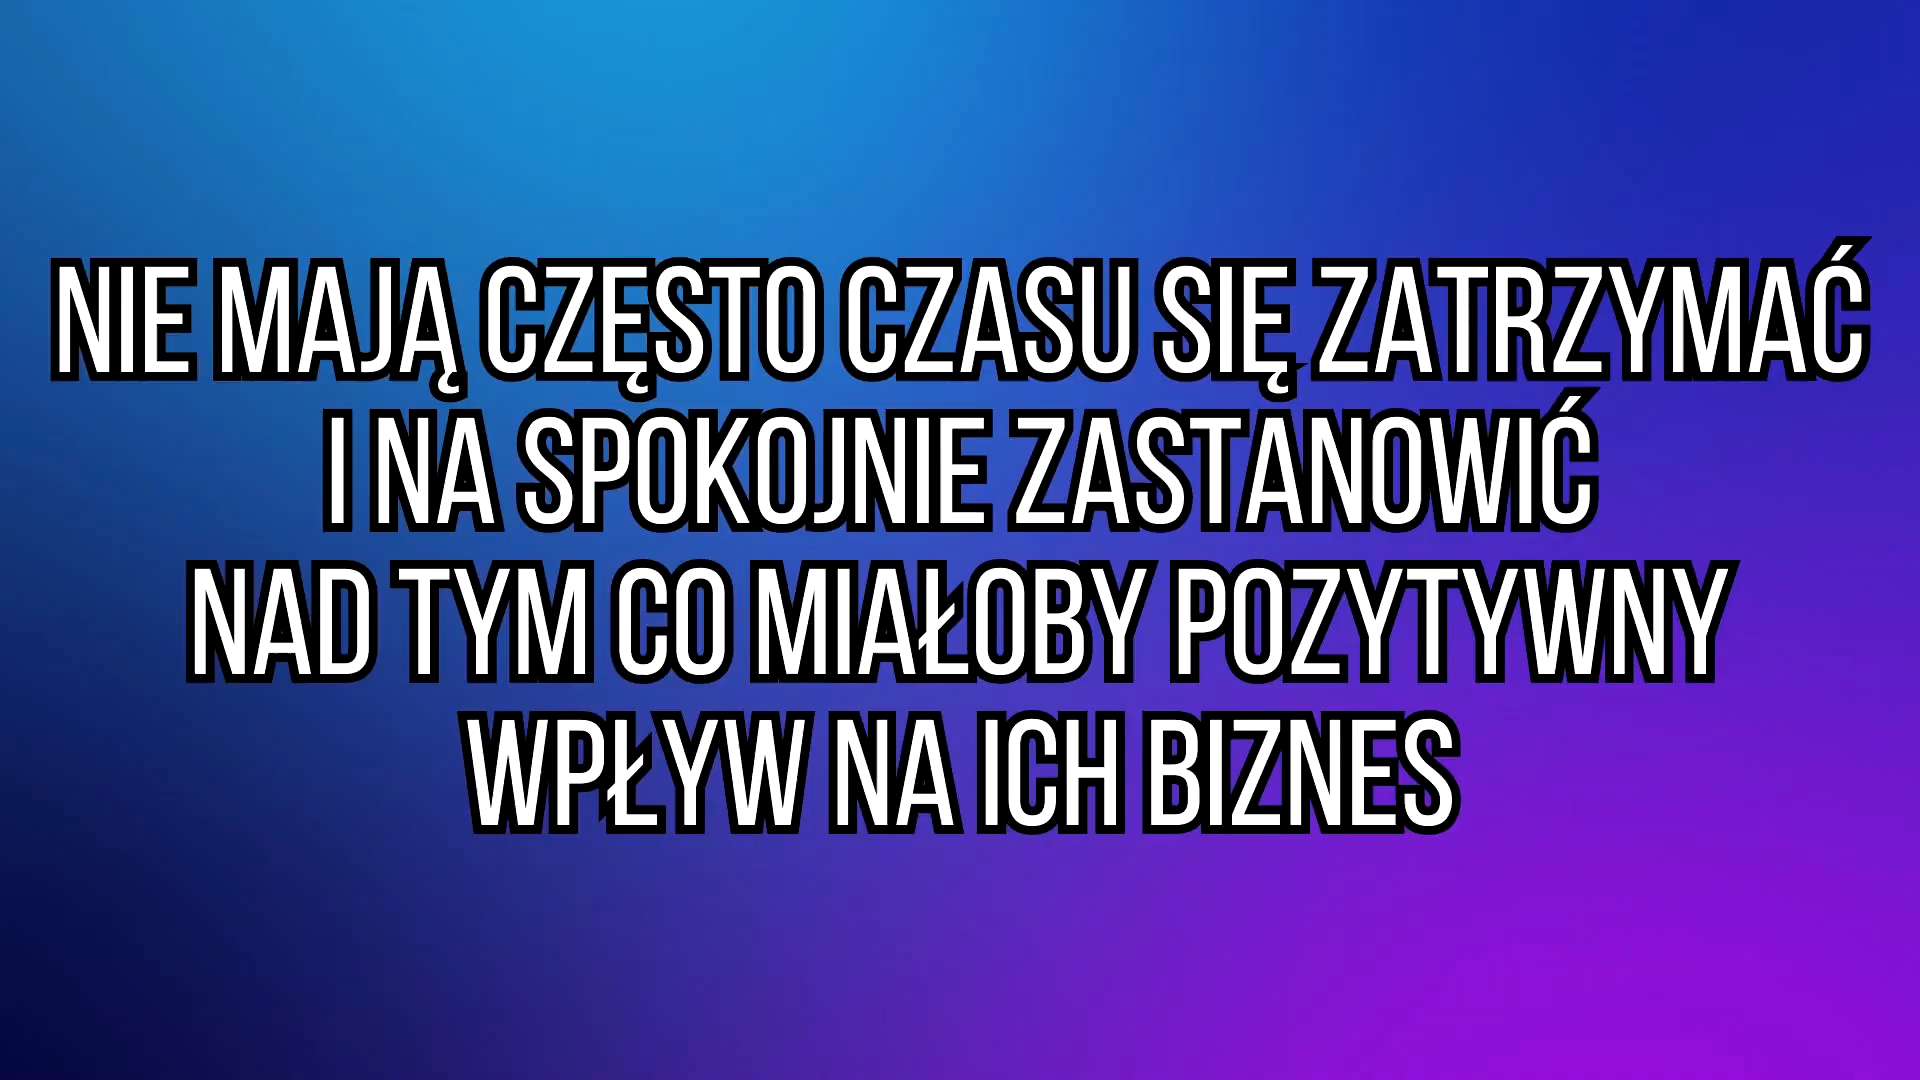 NIE MAJĄ CZĘSTO CZASU SIĘ ZATRZYMAĆ
I NA SPOKOJNIE ZASTANOWIĆ
NAD TYM CO MIAŁOBY POZYTYWNY
WPŁYW NA ICH BIZNES